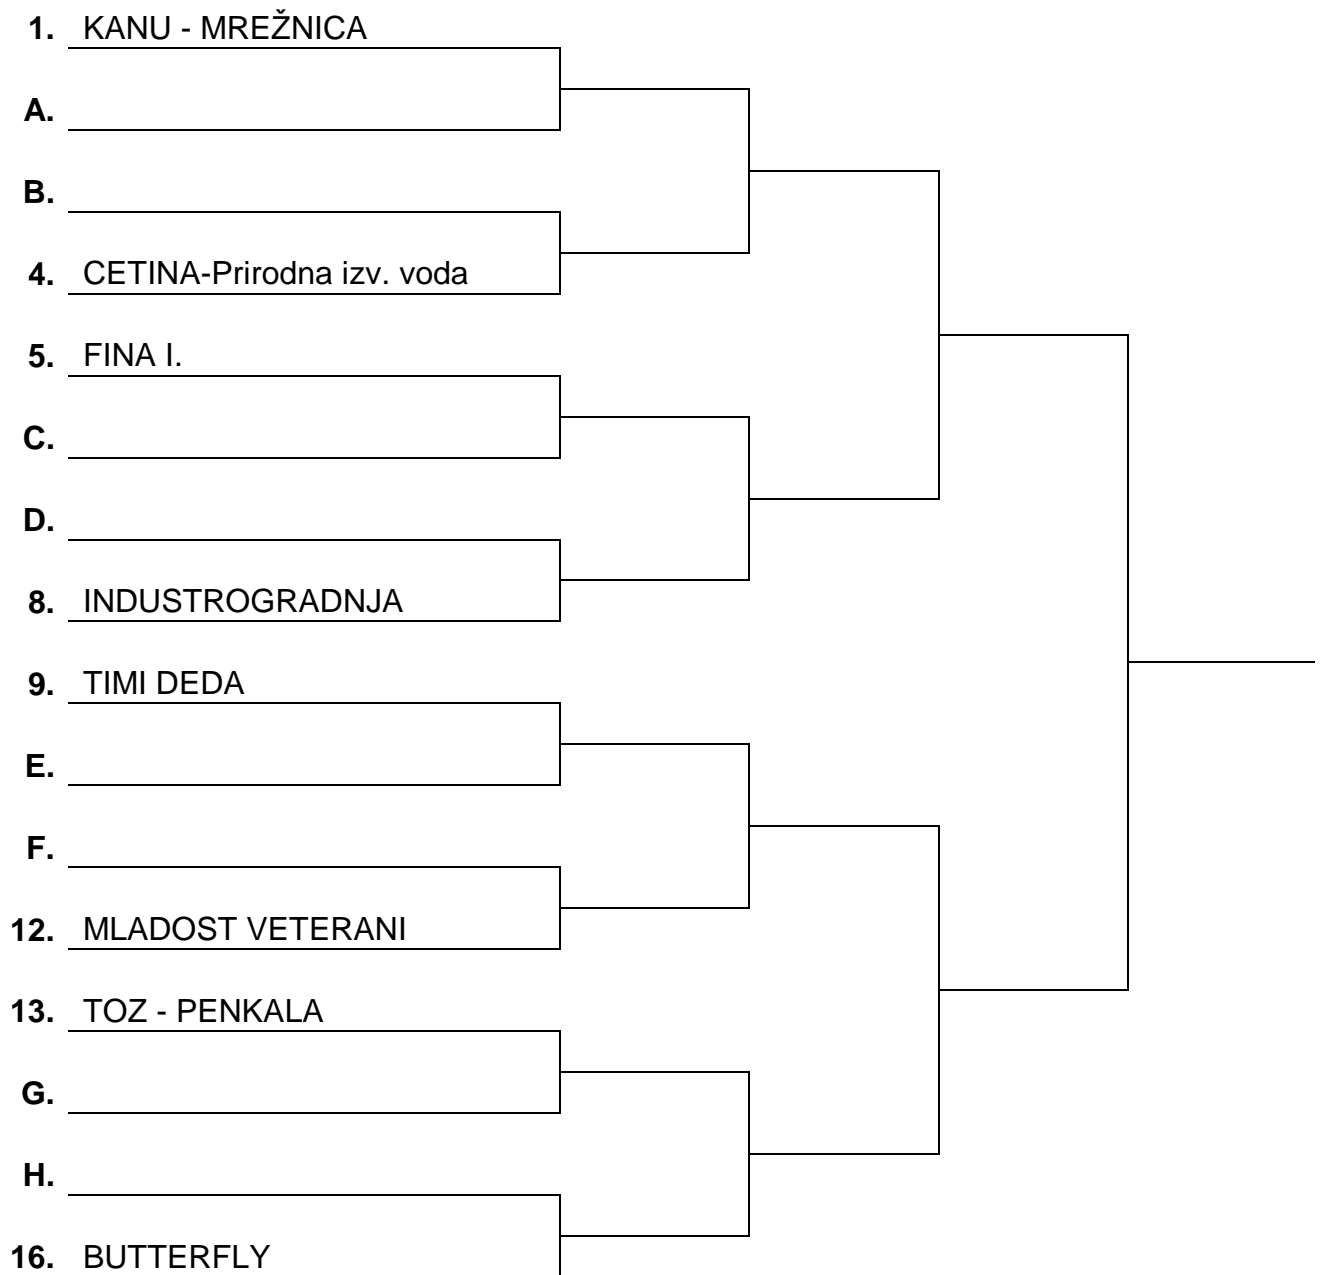 1. KANU - MREŽNICA
A.
B.
4. CETINA-Prirodna izv. voda
5. FINA I.
C.
D.
8. INDUSTROGRADNJA
9. TIMI DEDA
E.
F.
12. MLADOST VETERANI
13. TOZ - PENKALA
G.
H.
16. BUTTERFLY